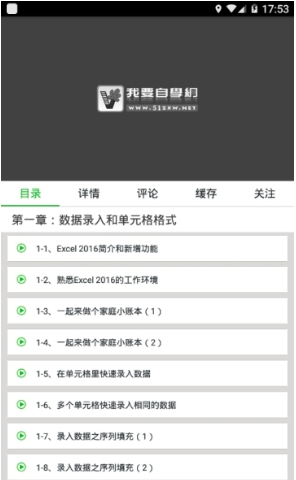 17:53
我要自學網
www.51zxw.net
目录
详情
评论
缓存
关注
第一章：数据录入和单元格格式
1-1、Excel 2016简介和新增功能
1-2、熟悉Excel 2016的工作环境
1-3、一起来做个家庭小账本（1）
1-4、一起来做个家庭小账本（2）
1-5、在单元格里快速录入数据
1-6、多个单元格快速录入相同的数据
1-7、录入数据之序列填充（1）
1-8、录入数据之序列填充（2）